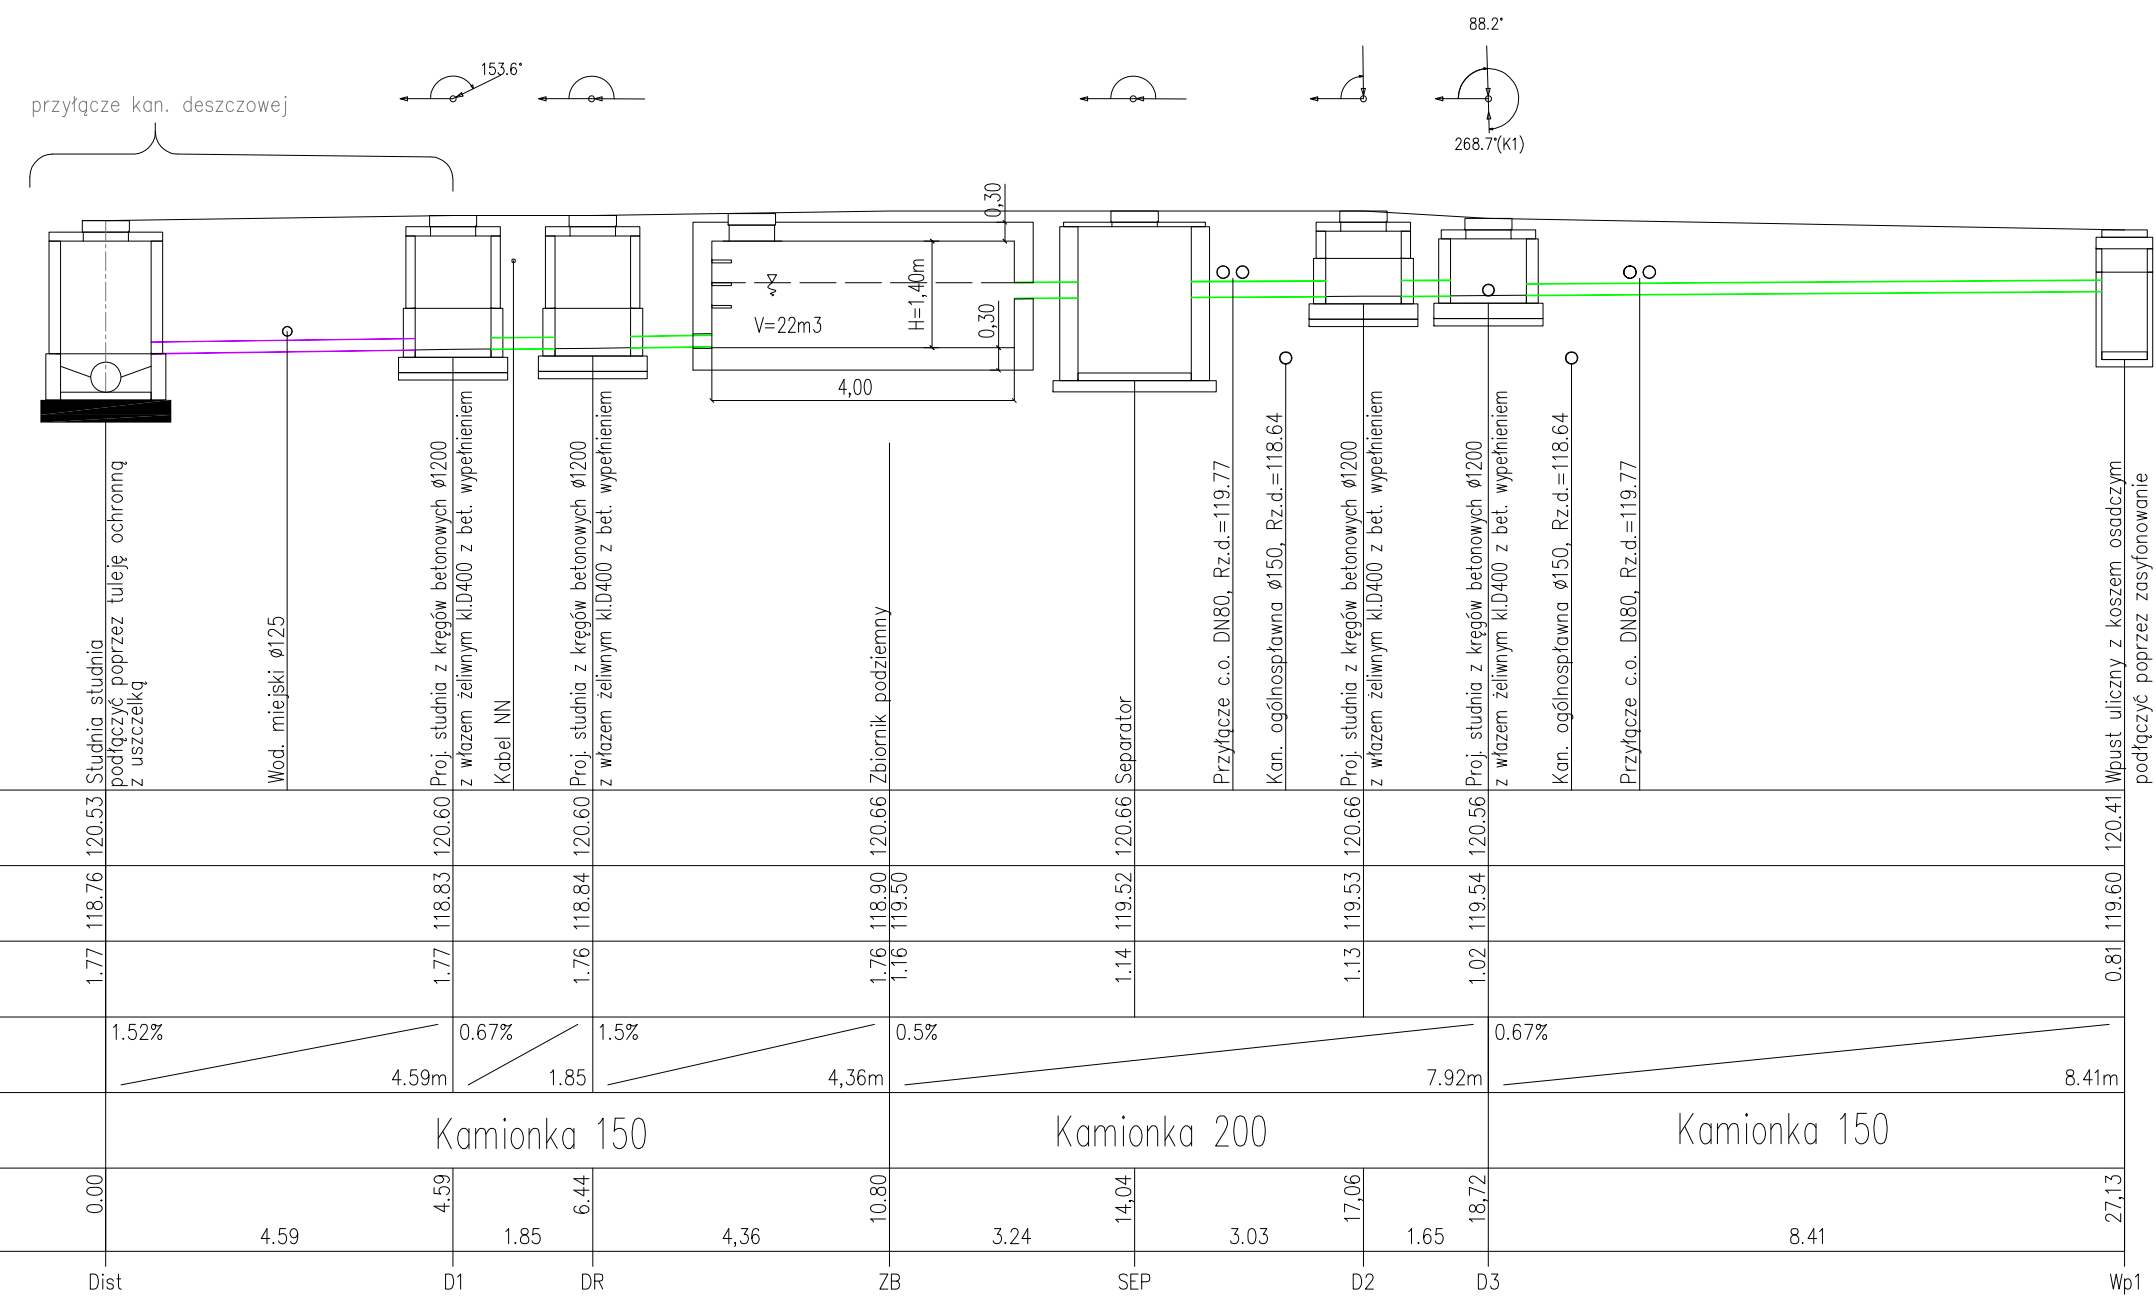 88.2°
153.6°
przyłącze kan. deszczowej
268.7°(K1)
0,30
H=1,40m
V=22m3
0,30
4,00
Studnia studnia
podłączyć poprzez tuleję ochronną
z uszczelką
Wod. miejski ø125
Proj. studnia z kręgów betonowych ø1200
z włazem żeliwnym kl.D400 z bet. wypełnieniem
Kabel NN
Proj. studnia z kręgów betonowych ø1200
z włazem żeliwnym kl.D400 z bet. wypełnieniem
Zbiornik podziemny
Separator
Przyłącze c.o. DN80, Rz.d.=119.77
Kan. ogólnospławna ø150, Rz.d.=118.64
Proj. studnia z kręgów betonowych ø1200
z włazem żeliwnym kl.D400 z bet. wypełnieniem
Proj. studnia z kręgów betonowych ø1200
z włazem żeliwnym kl.D400 z bet. wypełnieniem
Kan. ogólnospławna ø150, Rz.d.=118.64
Przyłącze c.o. DN80, Rz.d.=119.77
Wpust uliczny z koszem osadczym
podłączyć poprzez zasyfonowanie
120.53 120.60 120.60 120.66 120.66 120.66 120.56 120.41
118.76 118.83 118.84 118.90 119.50 119.52 119.53 119.54 119.60
1.77 1.77 1.76 1.76 1.16 1.14 1.13 1.02 0.81
1.52% 0.67% 1.5% 0.5% 0.67%
4.59m 1.85 4,36m 7.92m 8.41m
Kamionka 150 Kamionka 200 Kamionka 150
0.00 4.59 6.44 10.80 14,04 17,06 18,72 27,13
4.59 1.85 4,36 3.24 3.03 1.65 8.41
Dist D1 DR ZB SEP D2 D3 Wp1